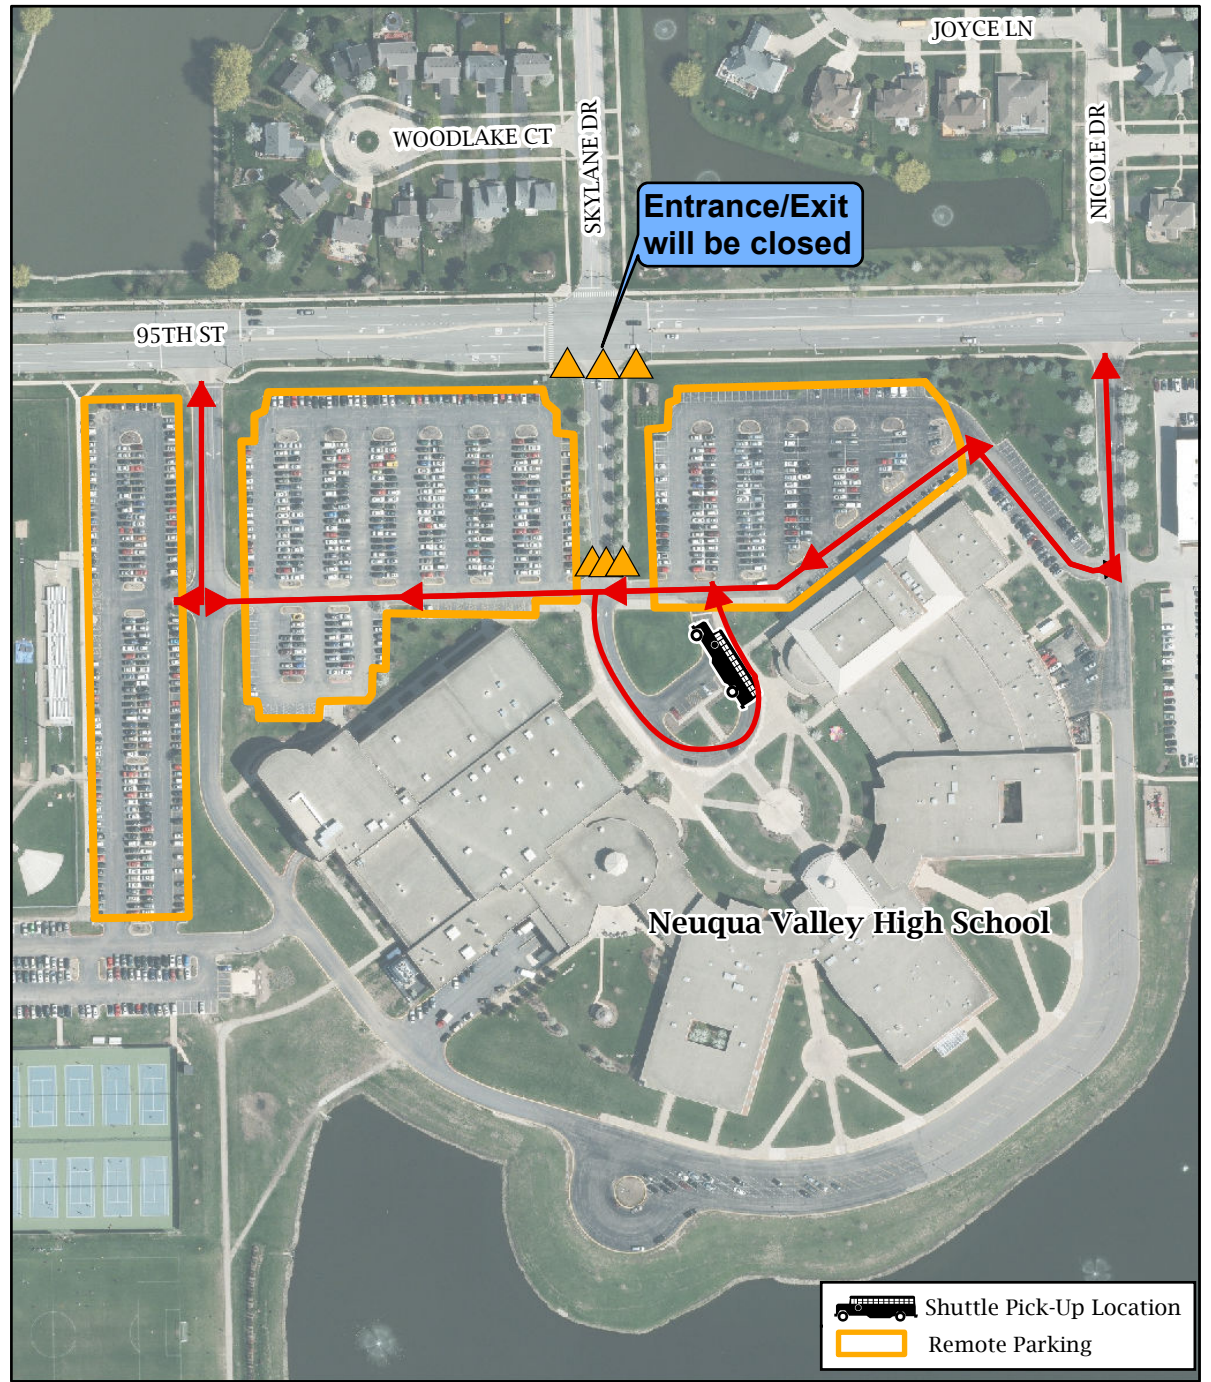 JOYCE LN
WOODLAKE CT
SKYLANE DR
NICOLE DR
Entrance/Exit
will be closed
95TH ST
Neuqua Valley High School
Shuttle Pick-Up Location
Remote Parking